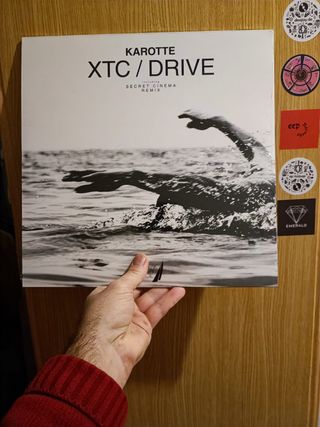 KAROTTE
XTC / DRIVE
including
SECRET CINEMA
REMIX
EMERALD